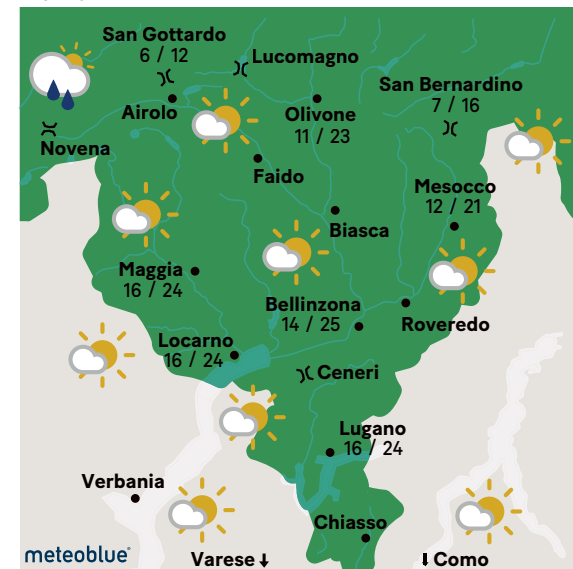 San Gottardo
6 / 12
Lucomagno
San Bernardino
7 / 16
Airolo
Olivone
11 / 23
Novena
Faido
Mesocco
12 / 21
Biasca
Maggia
16 / 24
Bellinzona
14 / 25
Roveredo
Locarno
16 / 24
Ceneri
Lugano
16 / 24
Verbania
Chiasso
meteoblue®
Varese ↓
↓ Como